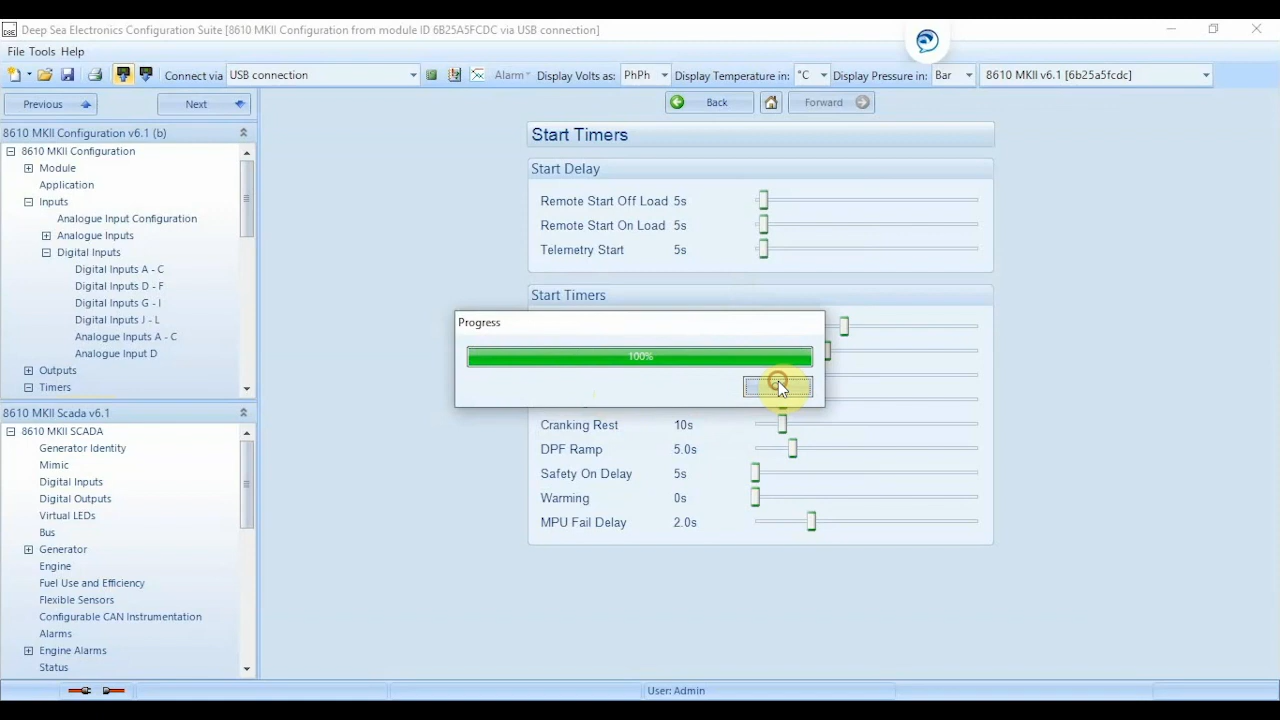 Deep Sea Electronics Configuration Suite [8610 MKII Configuration from module ID 6B25A5FCDC via USB connection]
File Tools Help
Connect via USB connection Alarm Display Volts as: PhPh Display Temperature in: °C Display Pressure in: Bar 8610 MKII v6.1 [6b25a5fcdc]
Previous Next
Back Forward
8610 MKII Configuration v6.1 (b)
8610 MKII Configuration
Module
Application
Inputs
Analogue Input Configuration
Analogue Inputs
Digital Inputs
Digital Inputs A - C
Digital Inputs D - F
Digital Inputs G - I
Digital Inputs J - L
Analogue Inputs A - C
Analogue Input D
Outputs
Timers
8610 MKII Scada v6.1
8610 MKII SCADA
Generator Identity
Mimic
Digital Inputs
Digital Outputs
Virtual LEDs
Bus
Generator
Engine
Fuel Use and Efficiency
Flexible Sensors
Configurable CAN Instrumentation
Alarms
Engine Alarms
Status
Start Timers
Start Delay
Remote Start Off Load 5s
Remote Start On Load 5s
Telemetry Start 5s
Start Timers
Progress
100%
Cranking Rest 10s
DPF Ramp 5.0s
Safety On Delay 5s
Warming 0s
MPU Fail Delay 2.0s
User: Admin